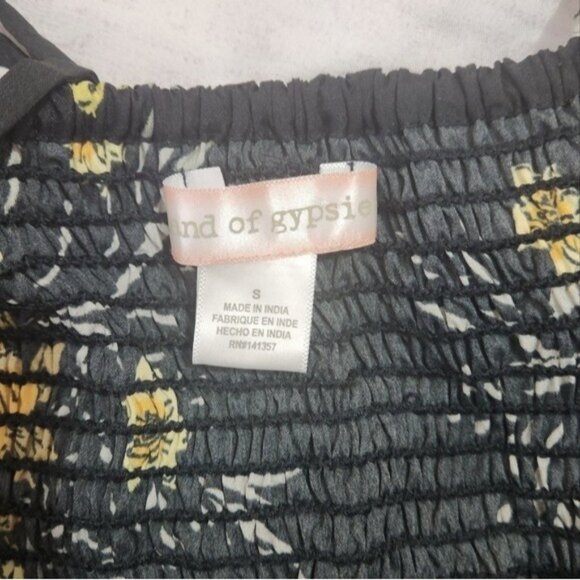 and of gypsie
S
MADE IN INDIA
FABRIQUE EN INDE
HECHO EN INDIA
RN#141357